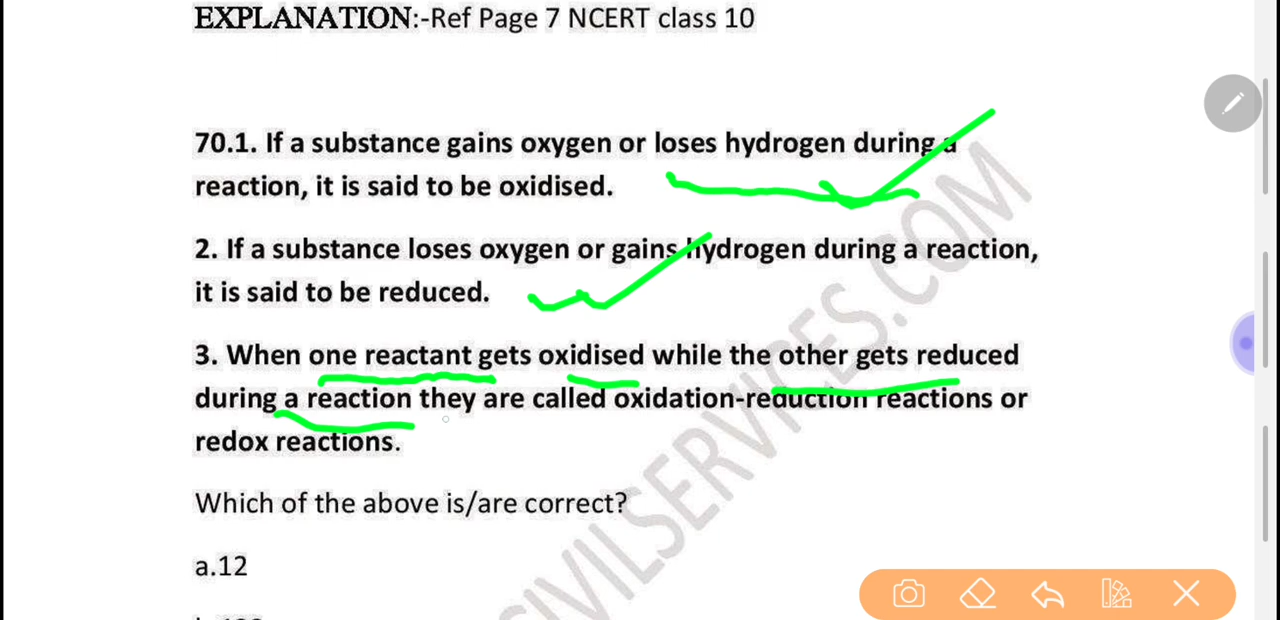 EXPLANATION:-Ref Page 7 NCERT class 10
70.1. If a substance gains oxygen or loses hydrogen during a
reaction, it is said to be oxidised.
2. If a substance loses oxygen or gains hydrogen during a reaction,
it is said to be reduced.
3. When one reactant gets oxidised while the other gets reduced
during a reaction they are called oxidation-reduction reactions or
redox reactions.
Which of the above is/are correct?
a.12
CIVILSERVICES.COM